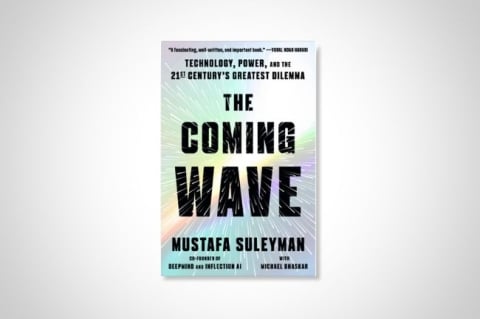 "A fascinating, well-written, and important book." —YUVAL NOAH HARARI
TECHNOLOGY, POWER, AND THE
21ST CENTURY'S GREATEST DILEMMA
THE
COMING
WAVE
MUSTAFA SULEYMAN
CO-FOUNDER OF
DEEPMIND AND INFLECTION AI
WITH
MICHAEL BHASKAR